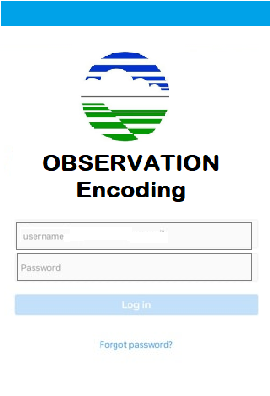 OBSERVATION
Encoding
username
Password
Log in
Forgot password?